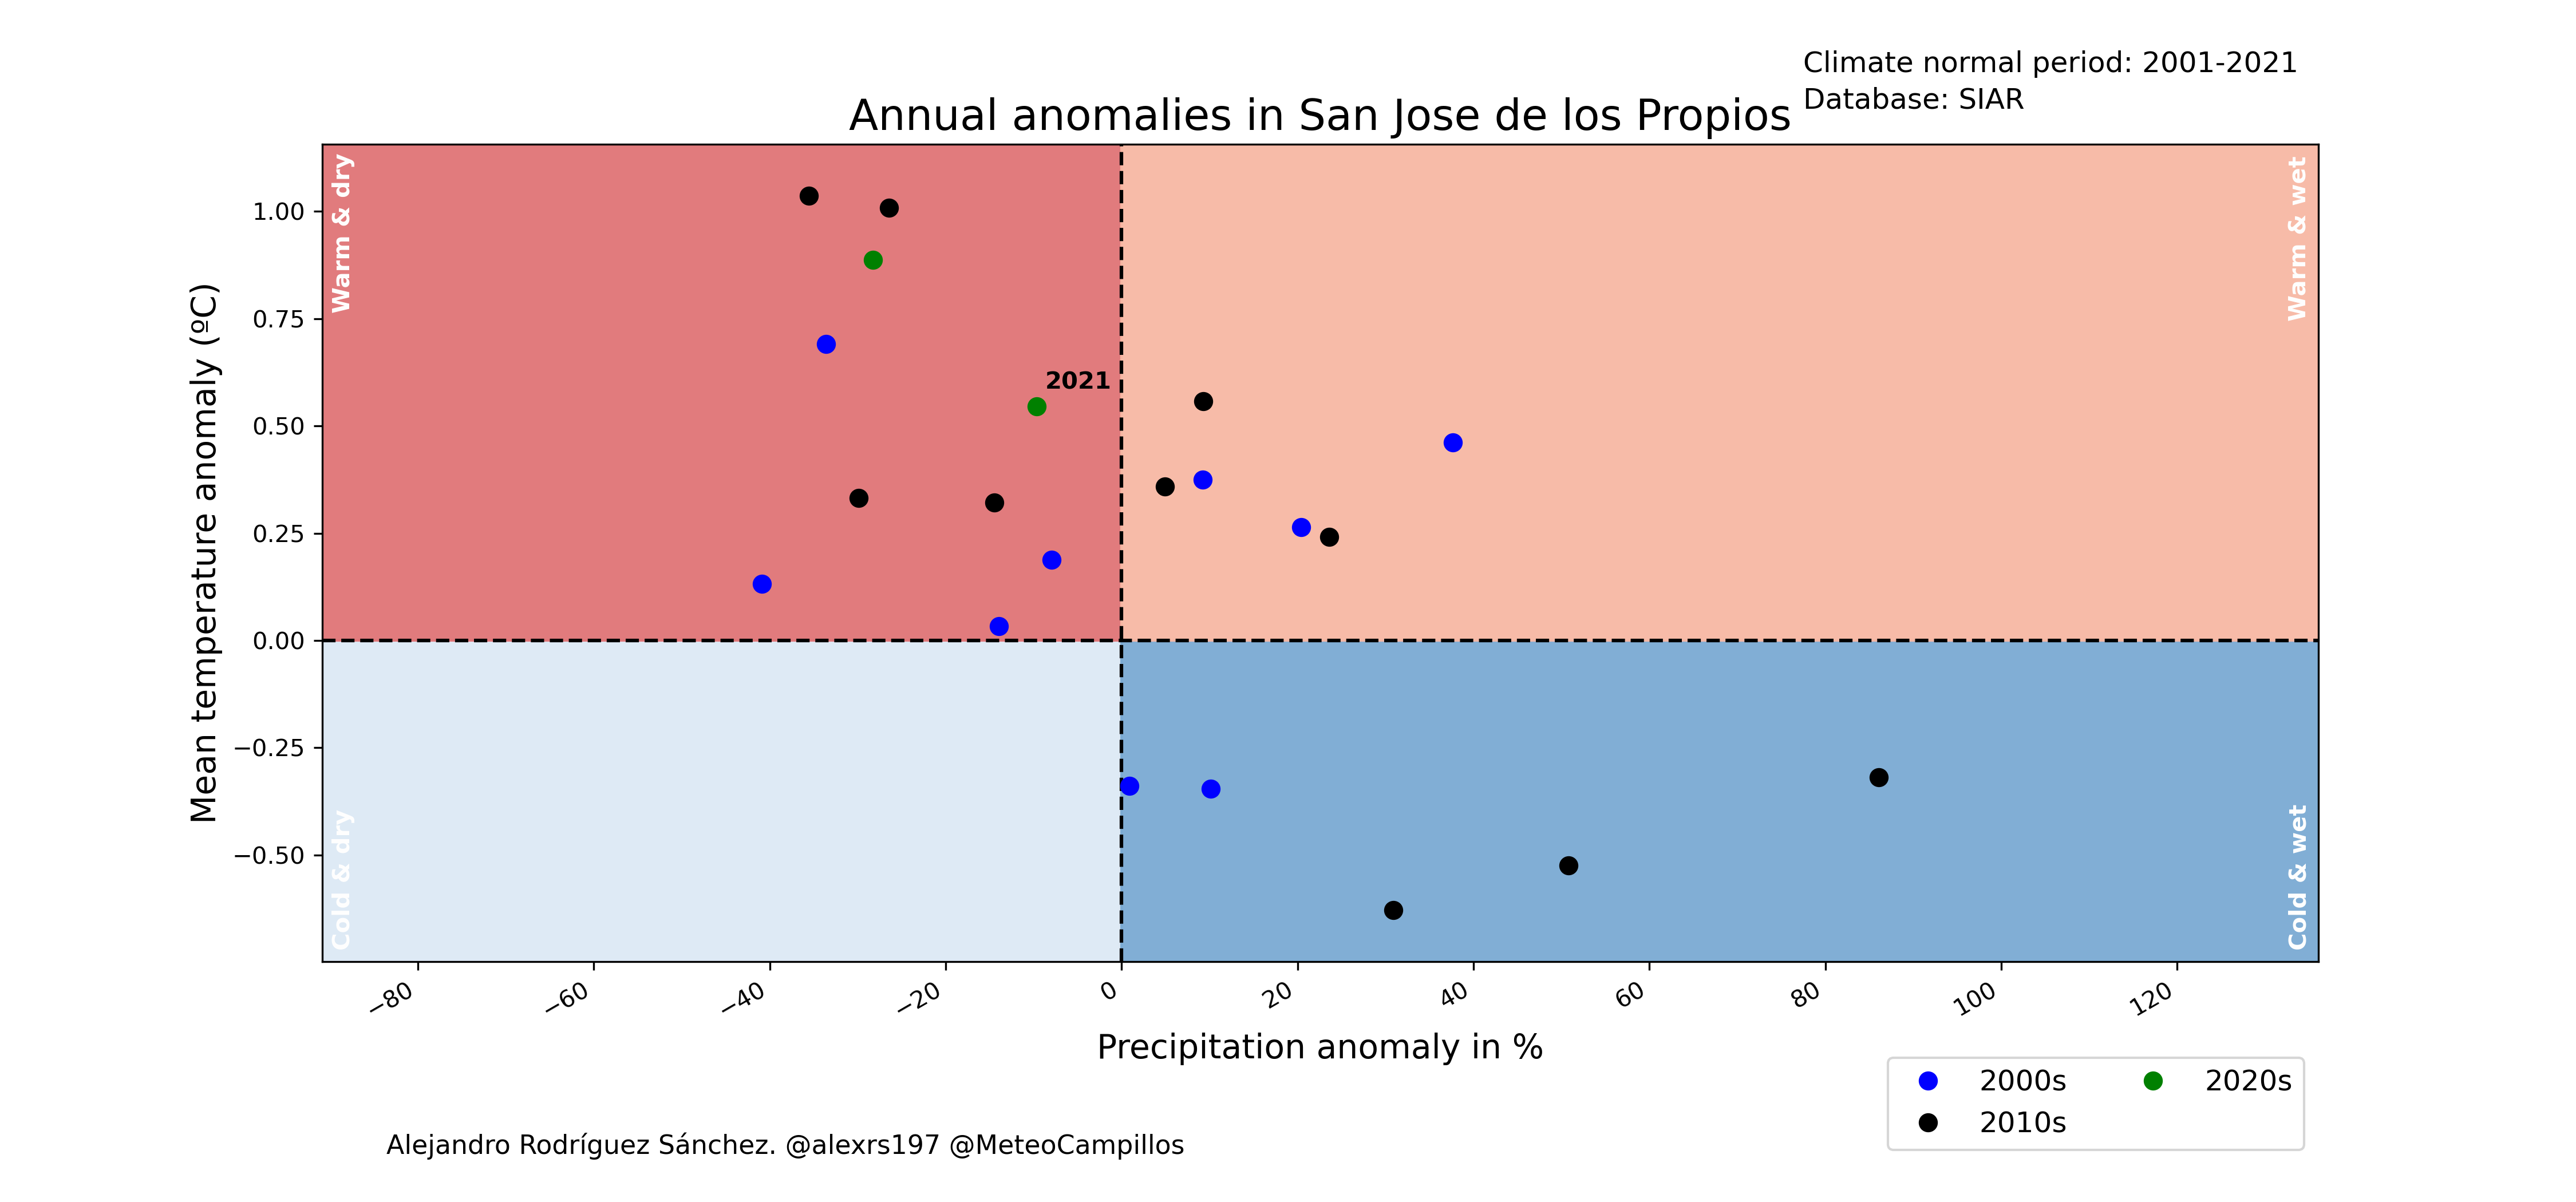 Climate normal period: 2001-2021
Database: SIAR
Annual anomalies in San Jose de los Propios
Warm & dry
Warm & wet
Cold & dry
Cold & wet
2021
Mean temperature anomaly (ºC)
1.00
0.75
0.50
0.25
0.00
−0.25
−0.50
−80 −60 −40 −20 0 20 40 60 80 100 120
Precipitation anomaly in %
2000s 2020s
2010s
Alejandro Rodríguez Sánchez. @alexrs197 @MeteoCampillos